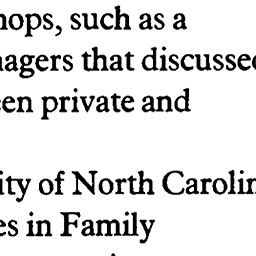 hops, such as a
nagers that discussed
een private and
ity of North Carolin
es in Family